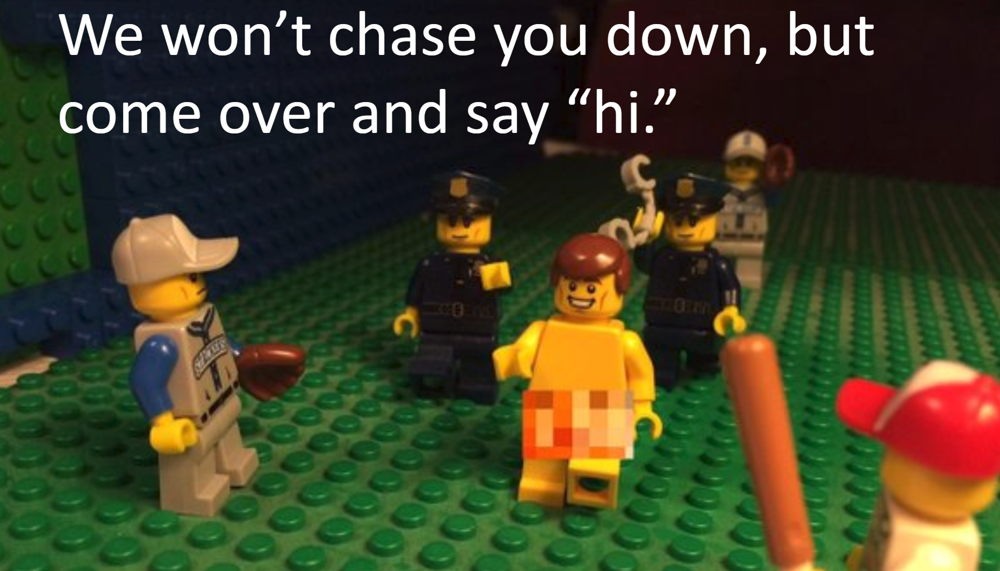 We won’t chase you down, but
come over and say “hi.”